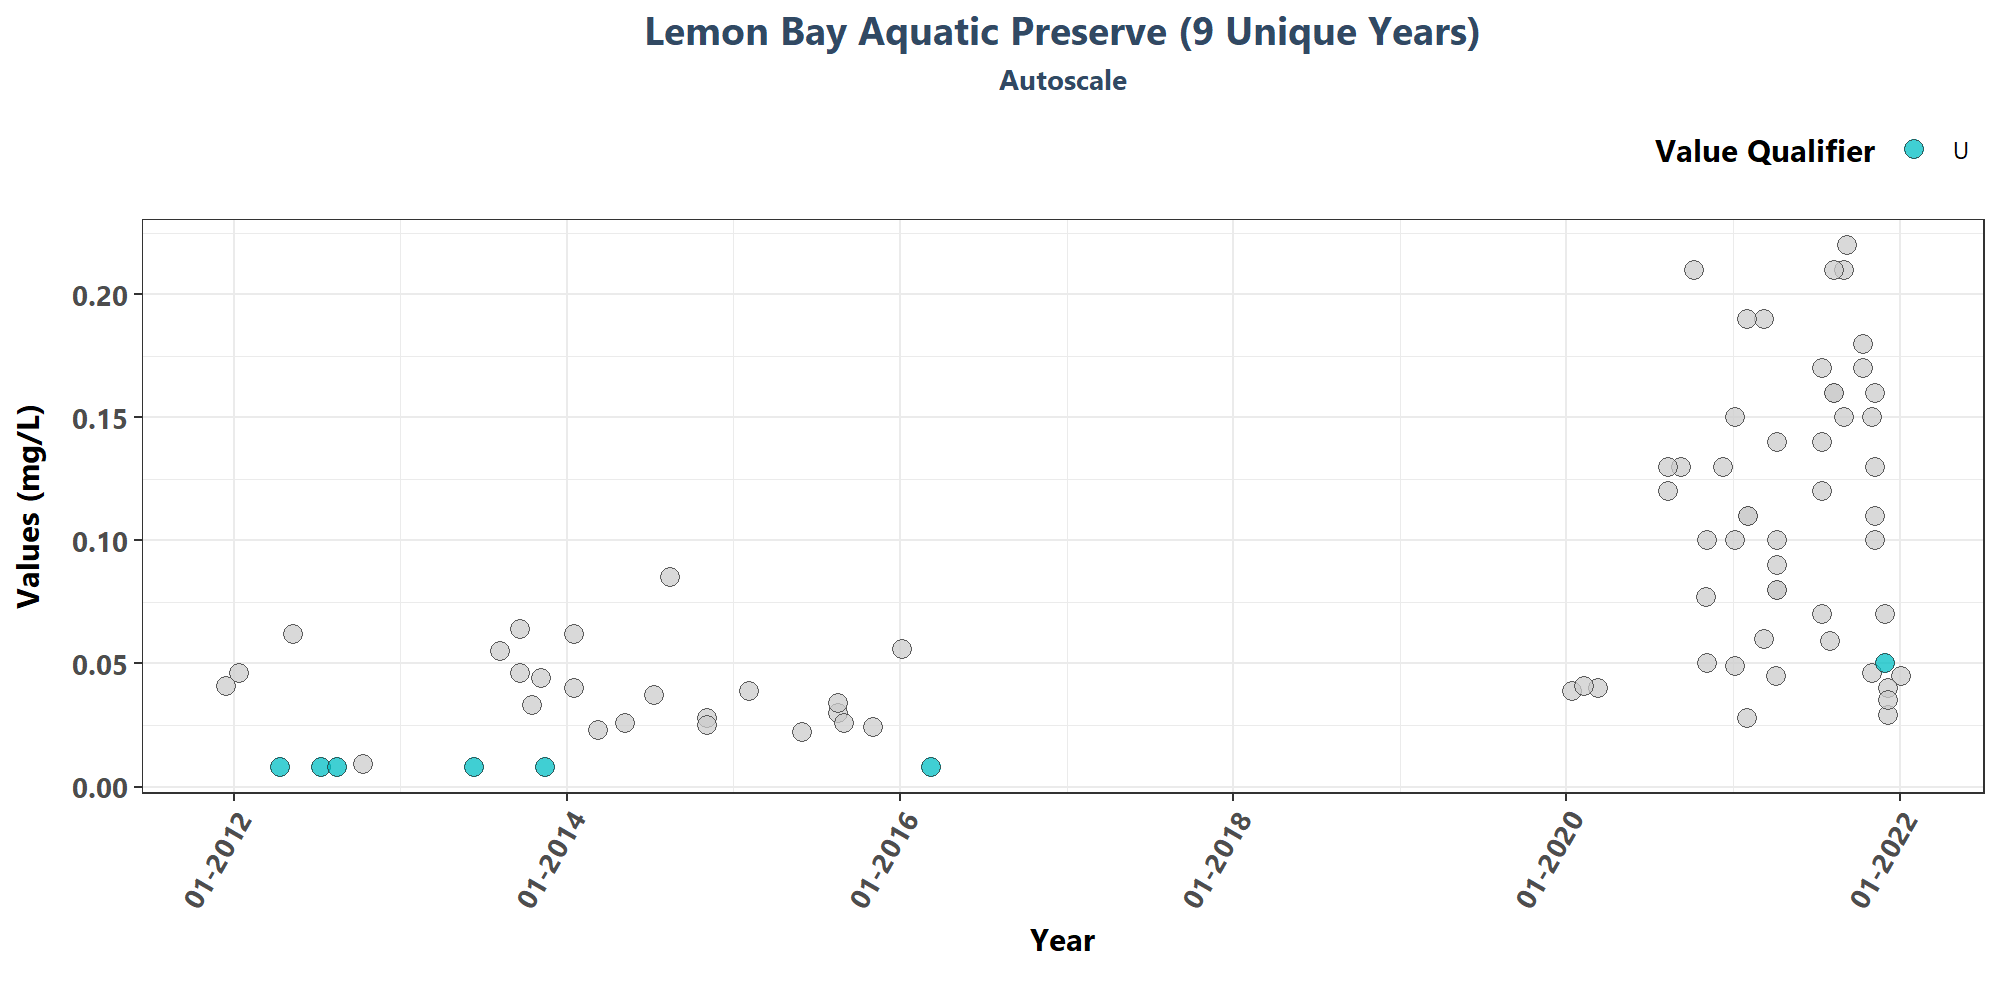 Lemon Bay Aquatic Preserve (9 Unique Years)
Autoscale
Value Qualifier U
Values (mg/L)
0.20
0.15
0.10
0.05
0.00
01-2012 01-2014 01-2016 01-2018 01-2020 01-2022
Year